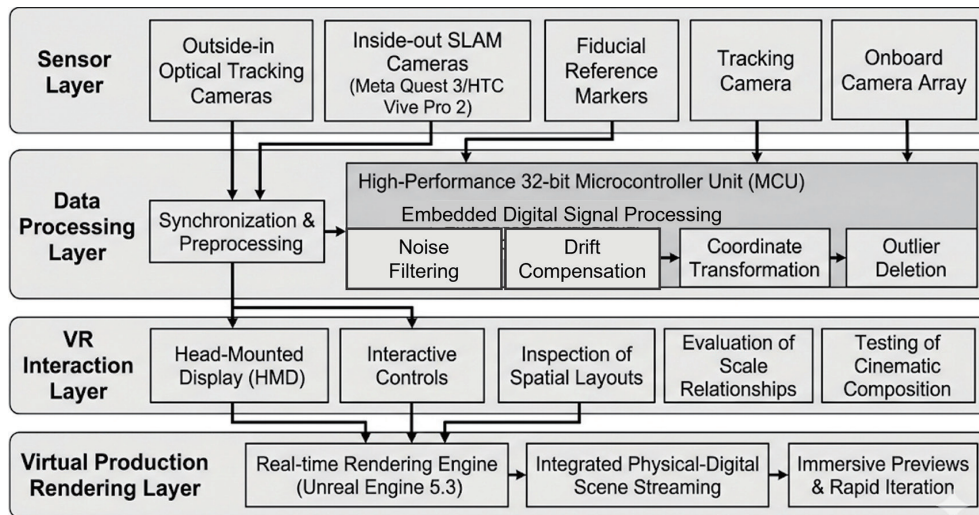 Sensor
Layer
Outside-in
Optical Tracking
Cameras
Inside-out SLAM
Cameras
(Meta Quest 3/HTC
Vive Pro 2)
Fiducial
Reference
Markers
Tracking
Camera
Onboard
Camera Array
Data
Processing
Layer
Synchronization &
Preprocessing
High-Performance 32-bit Microcontroller Unit (MCU)
Embedded Digital Signal Processing
Noise
Filtering
Drift
Compensation
Coordinate
Transformation
Outlier
Deletion
VR
Interaction
Layer
Head-Mounted
Display (HMD)
Interactive
Controls
Inspection of
Spatial Layouts
Evaluation of
Scale
Relationships
Testing of
Cinematic
Composition
Virtual Production
Rendering Layer
Real-time Rendering Engine
(Unreal Engine 5.3)
Integrated Physical-Digital
Scene Streaming
Immersive Previews
& Rapid Iteration